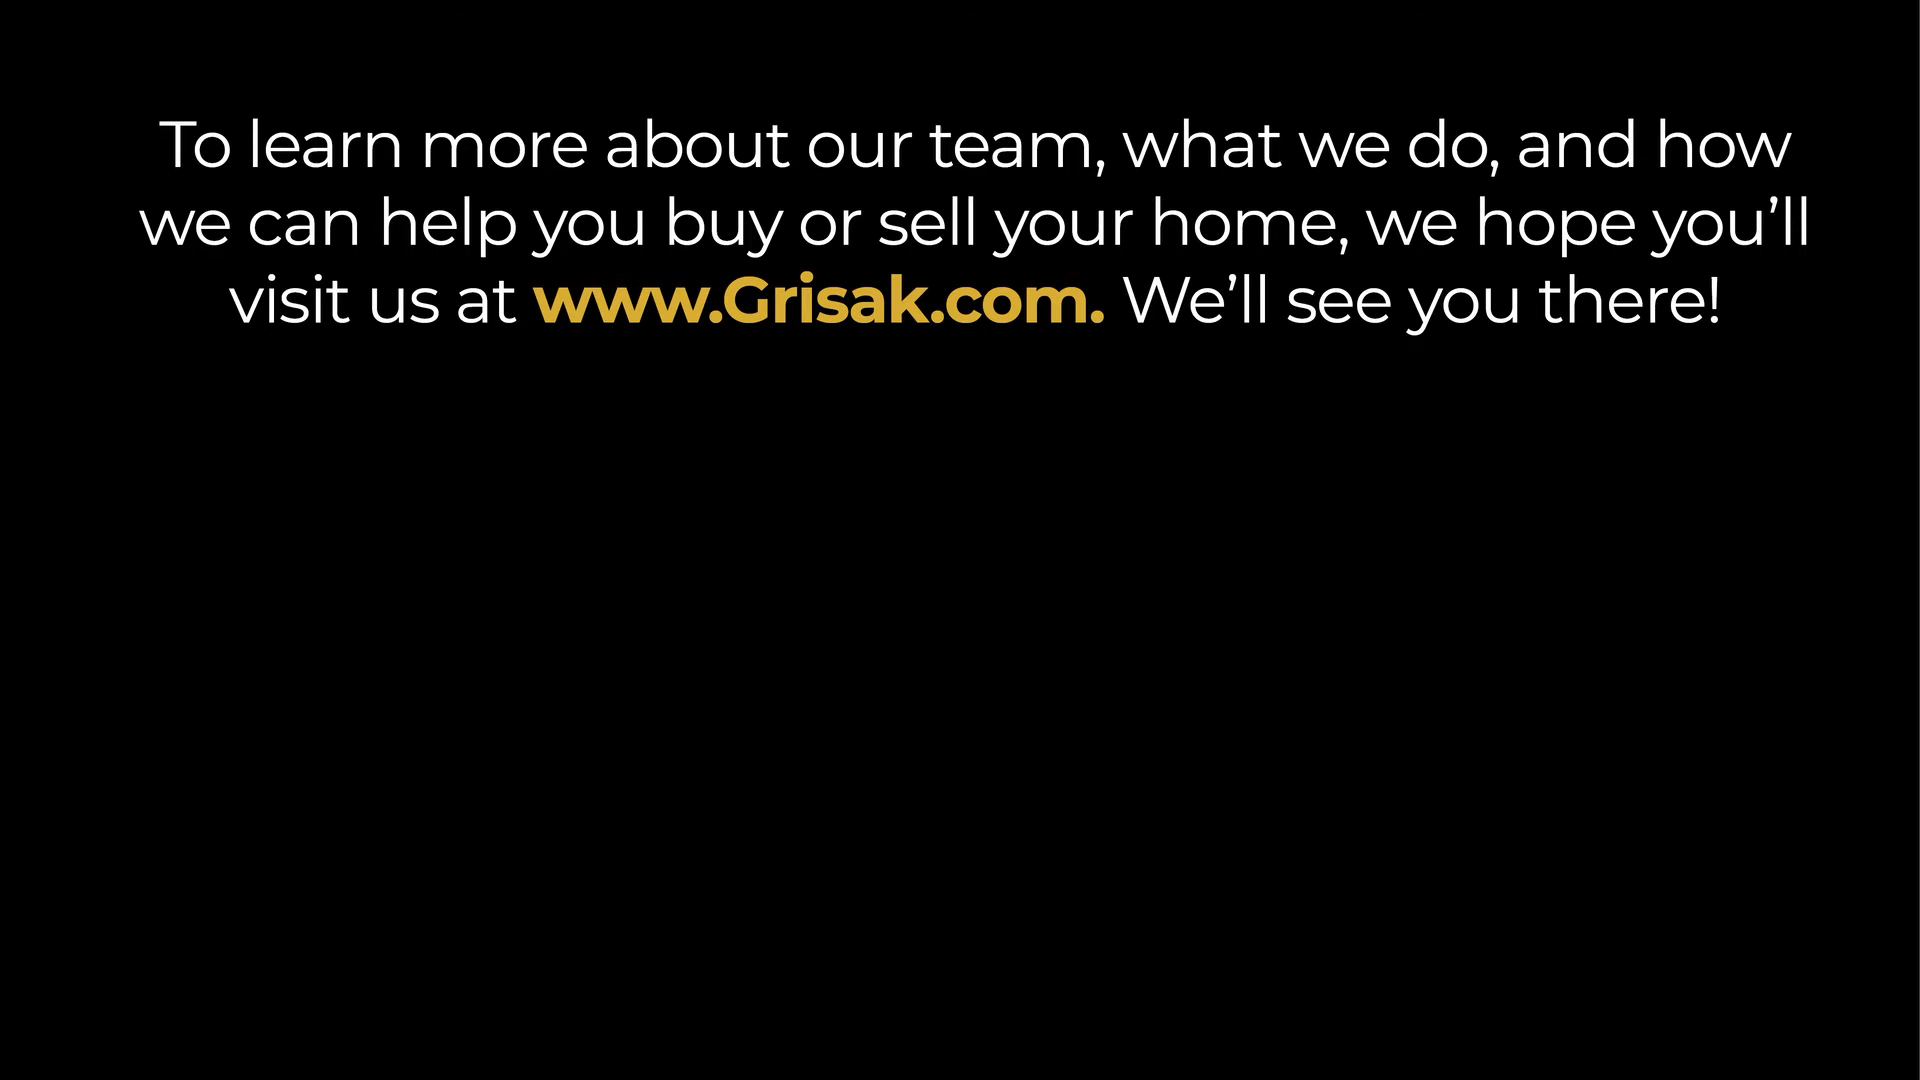 To learn more about our team, what we do, and how
we can help you buy or sell your home, we hope you’ll
visit us at www.Grisak.com. We’ll see you there!